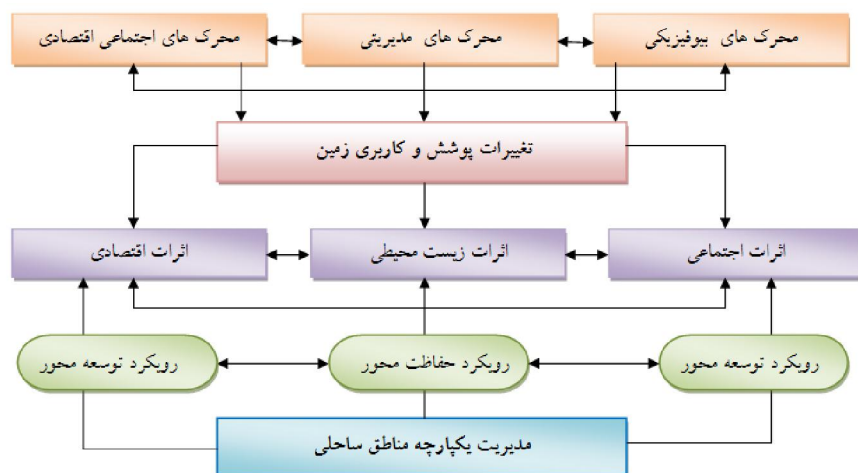 محرک های بیوفیزیکی
محرک های مدیریتی
محرک های اجتماعی اقتصادی
تغییرات پوشش و کاربری زمین
اثرات اجتماعی
اثرات زیست محیطی
اثرات اقتصادی
رویکرد توسعه محور
رویکرد حفاظت محور
رویکرد توسعه محور
مدیریت یکپارچه مناطق ساحلی